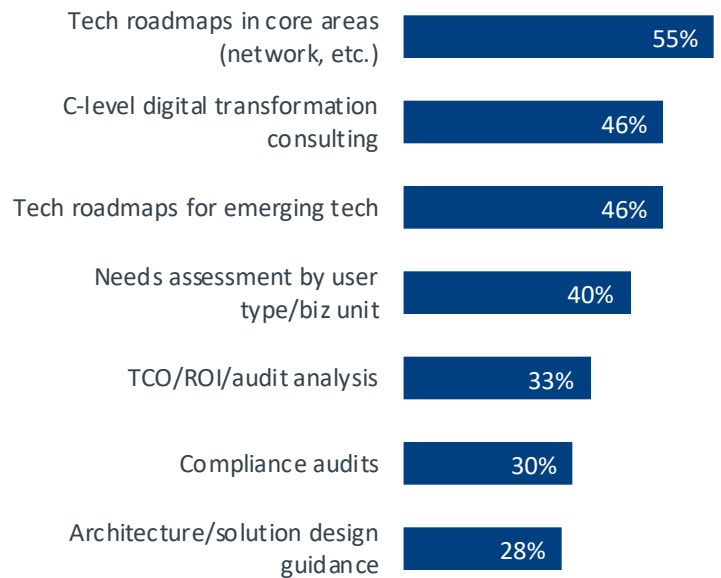 Tech roadmaps in core areas
(network, etc.)
55%
C-level digital transformation
consulting
46%
Tech roadmaps for emerging tech
46%
Needs assessment by user
type/biz unit
40%
TCO/ROI/audit analysis
33%
Compliance audits
30%
Architecture/solution design
guidance
28%